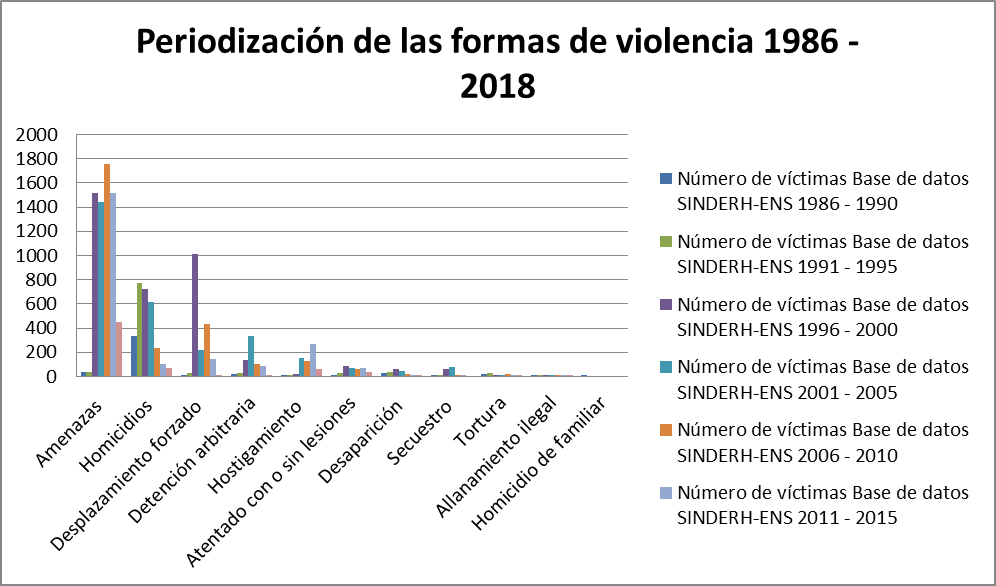 Periodización de las formas de violencia 1986 -
2018
2000
1800
1600
1400
1200
1000
800
600
400
200
0
Amenazas
Homicidios
Desplazamiento forzado
Detención arbitraria
Hostigamiento
Atentado con o sin lesiones
Desaparición
Secuestro
Tortura
Allanamiento ilegal
Homicidio de familiar
Número de víctimas Base de datos
SINDERH-ENS 1986 - 1990
Número de víctimas Base de datos
SINDERH-ENS 1991 - 1995
Número de víctimas Base de datos
SINDERH-ENS 1996 - 2000
Número de víctimas Base de datos
SINDERH-ENS 2001 - 2005
Número de víctimas Base de datos
SINDERH-ENS 2006 - 2010
Número de víctimas Base de datos
SINDERH-ENS 2011 - 2015